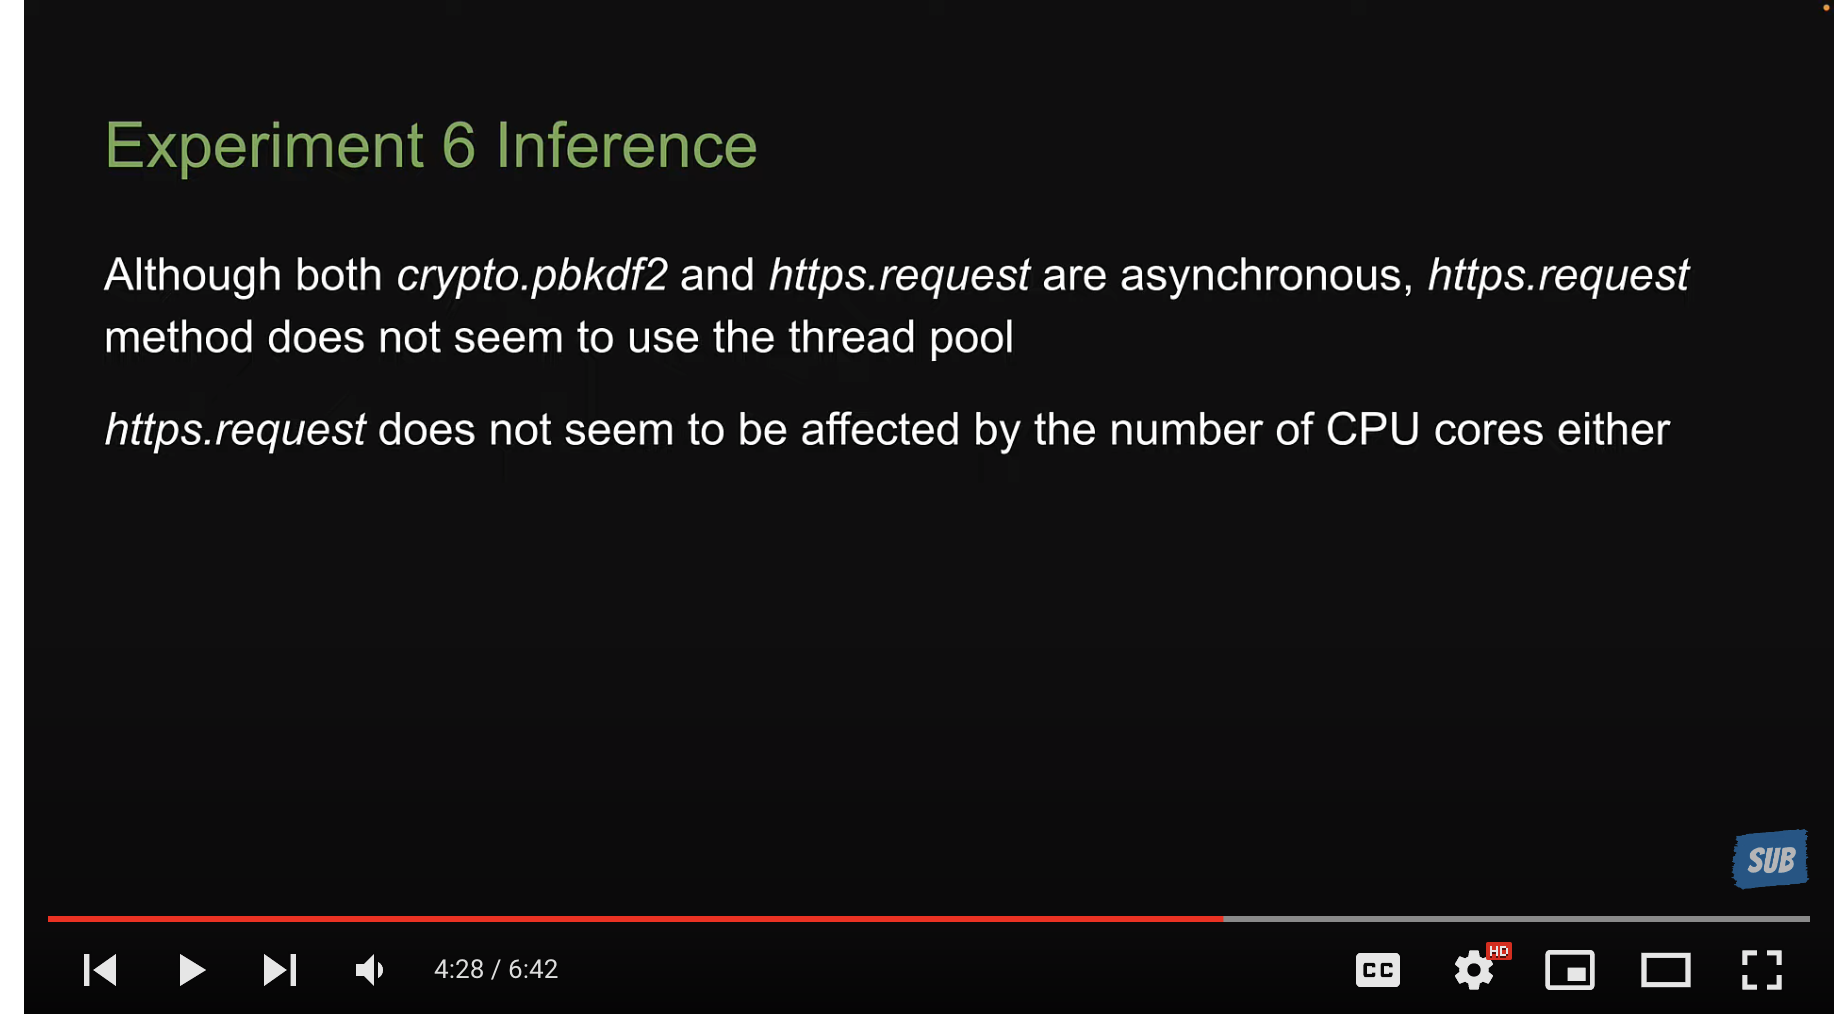 Experiment 6 Inference
Although both crypto.pbkdf2 and https.request are asynchronous, https.request
method does not seem to use the thread pool
https.request does not seem to be affected by the number of CPU cores either
SUB
4:28 / 6:42
CC
HD